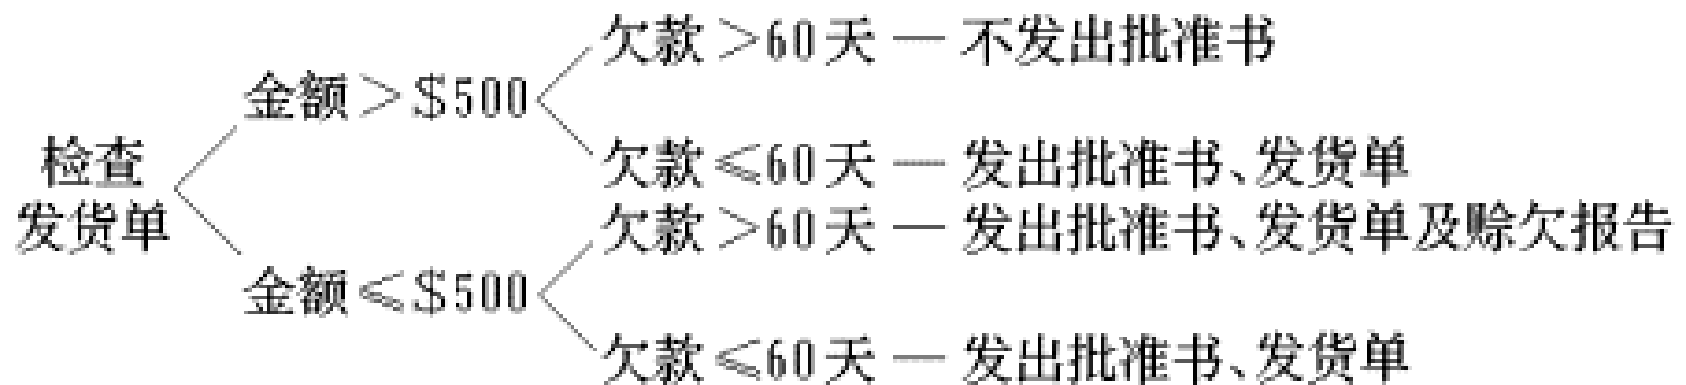 欠款＞60天 — 不发出批准书
金额＞$500
欠款≤60天 — 发出批准书、发货单
检查
发货单
欠款＞60天 — 发出批准书、发货单及赊欠报告
金额≤$500
欠款≤60天 — 发出批准书、发货单